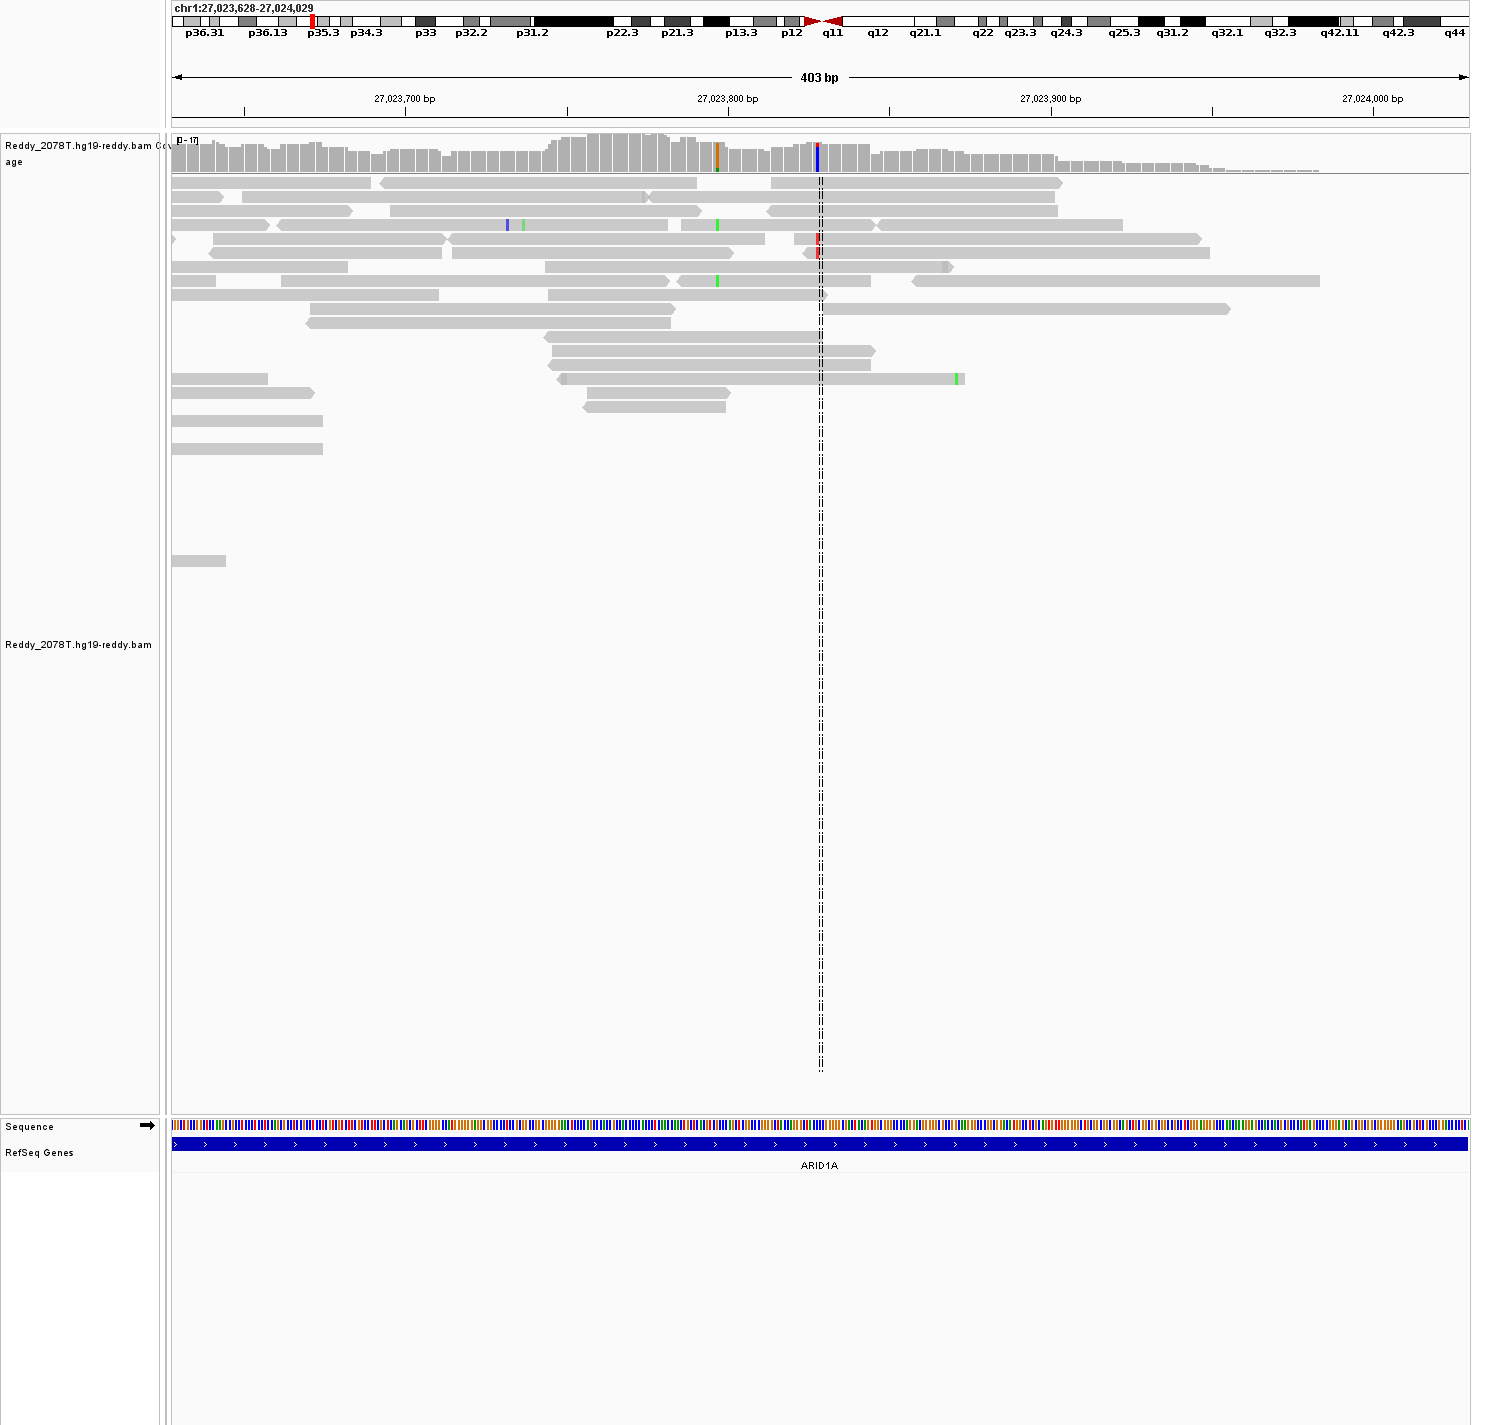 chr1:27,023,628-27,024,029
p36.31 p36.13 p35.3 p34.3 p33 p32.2 p31.2 p22.3 p21.3 p13.3 p12 q11 q12 q21.1 q22 q23.3 q24.3 q25.3 q31.2 q32.1 q32.3 q42.11 q42.3 q44
403 bp
27,023,700 bp 27,023,800 bp 27,023,900 bp 27,024,000 bp
[0 - 17]
Reddy_2078T.hg19-reddy.bam Cov
age
Reddy_2078T.hg19-reddy.bam
Sequence
RefSeq Genes
ARID1A